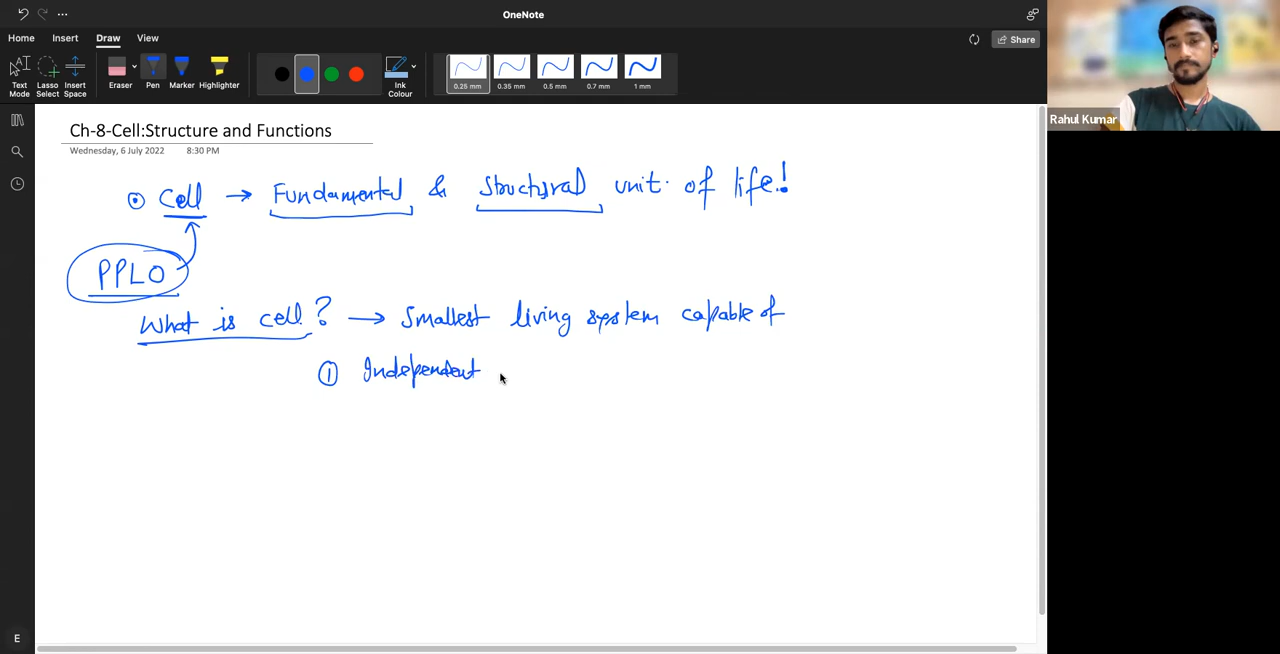 OneNote
Home Insert Draw View
Share
Text Mode Lasso Select Insert Space Eraser Pen Marker Highlighter Ink Colour 0.25 mm 0.35 mm 0.5 mm 0.7 mm 1 mm
Rahul Kumar
Ch-8-Cell:Structure and Functions
Wednesday, 6 July 2022 8:30 PM
Cell → Fundamental & Structural unit of life!
PPLO
What is cell? → Smallest living system capable of
① Independent
E